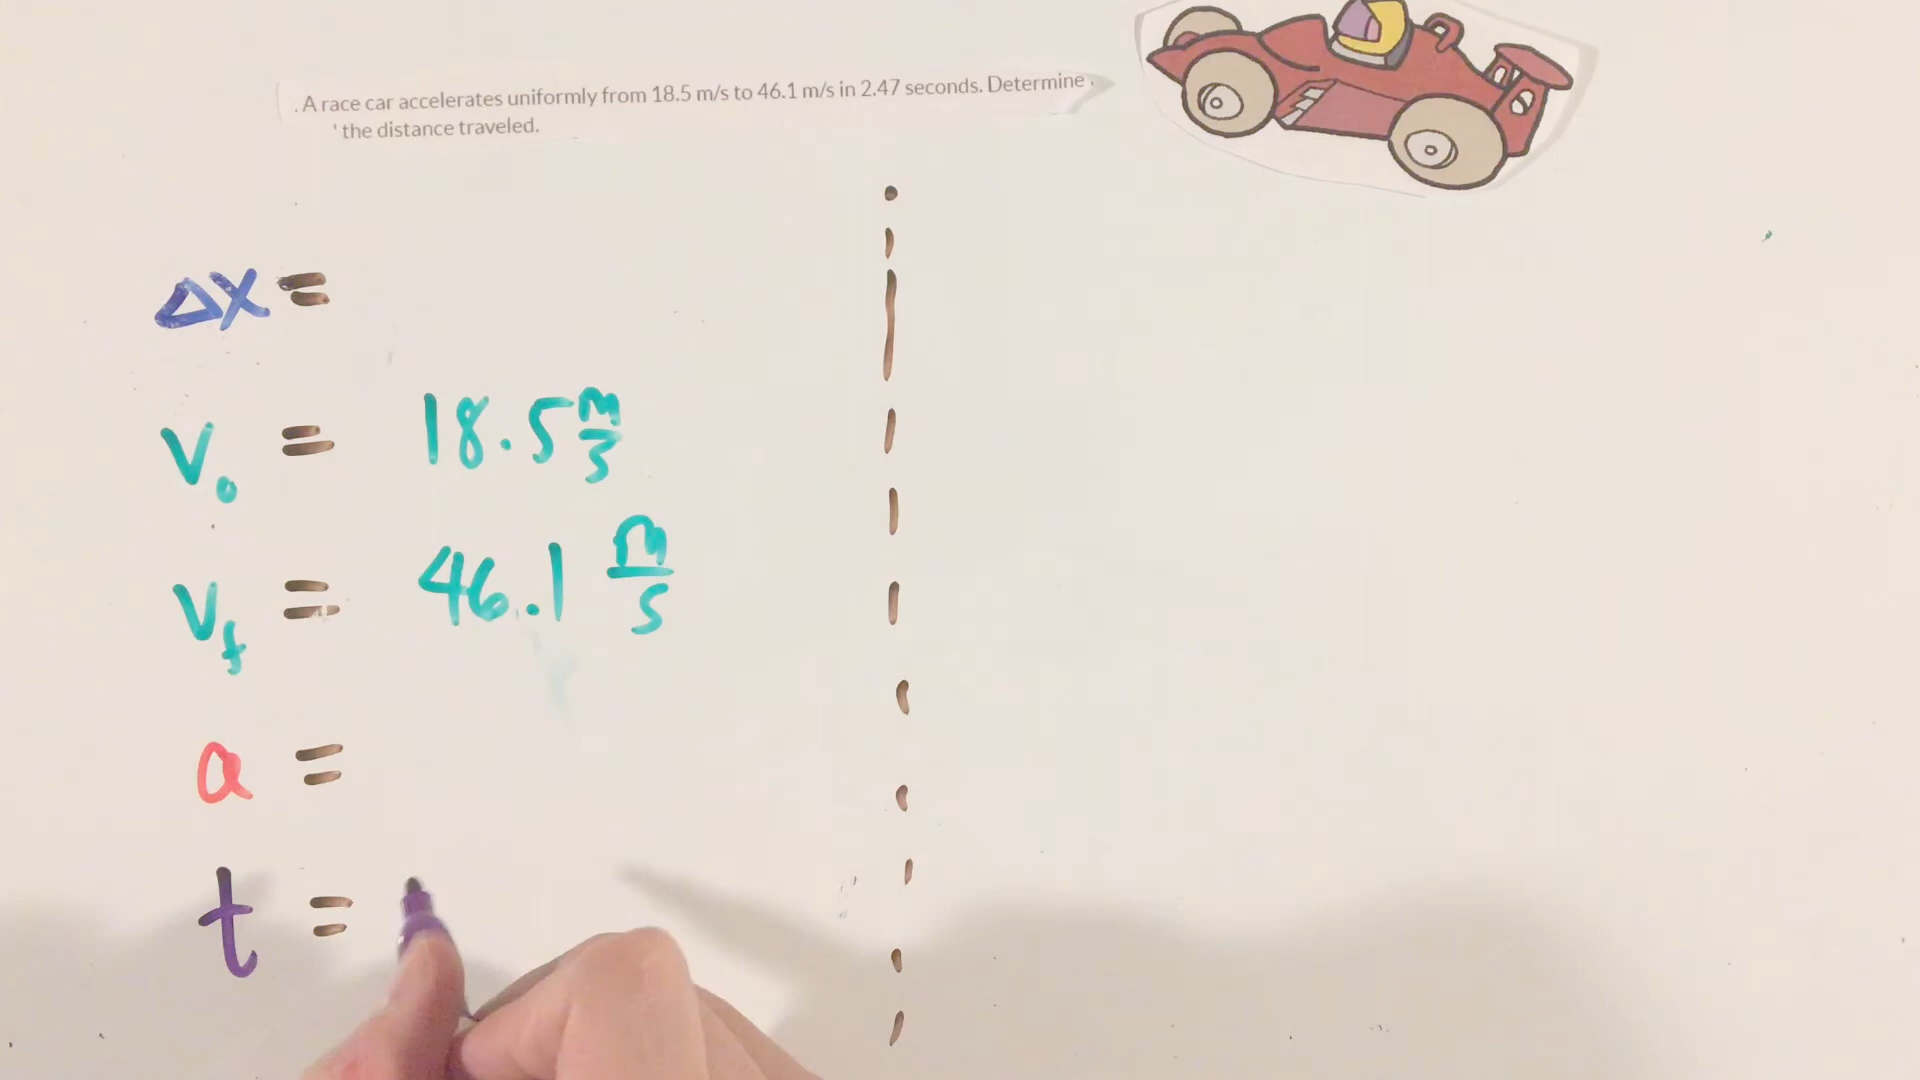 . A race car accelerates uniformly from 18.5 m/s to 46.1 m/s in 2.47 seconds. Determine .
' the distance traveled.
Δx =
v₀ = 18.5 m/s
v_f = 46.1 m/s
a =
t =